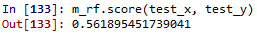 In [133]: m_rf.score(test_x, test_y)
Out[133]: 0.561895451739041